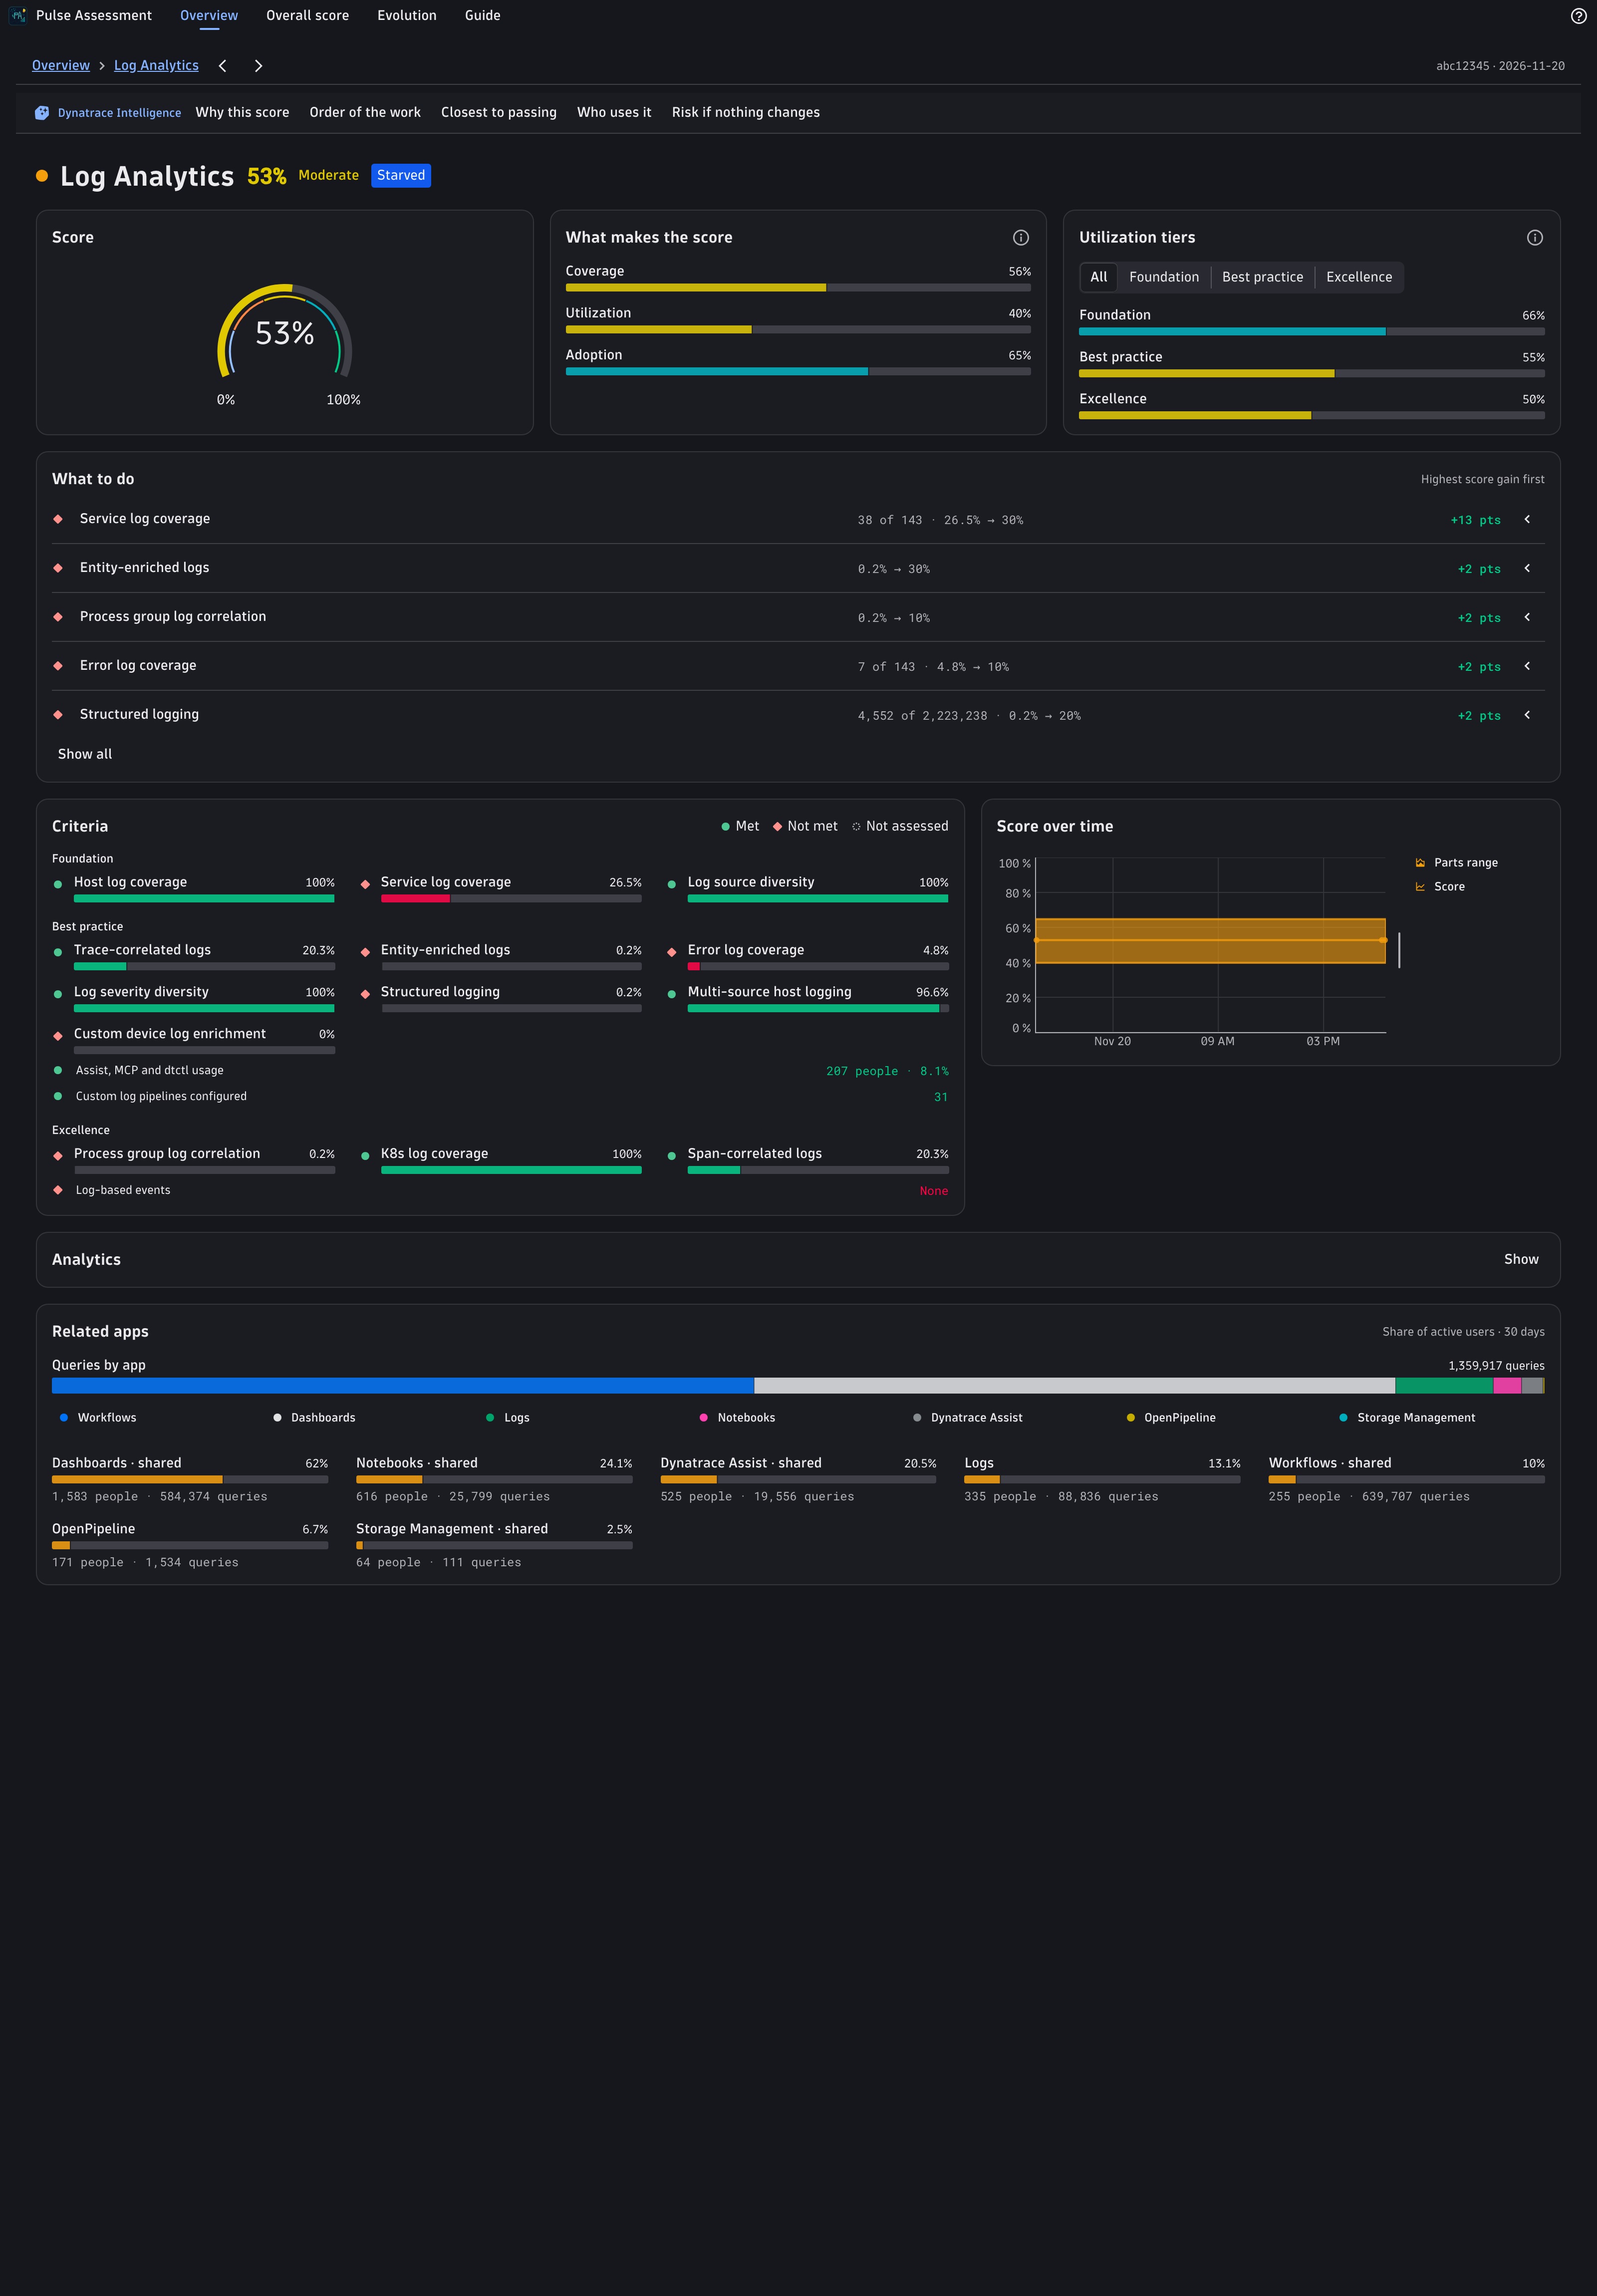 Pulse Assessment Overview Overall score Evolution Guide
Overview Log Analytics abc12345 · 2026-11-20
Dynatrace Intelligence Why this score Order of the work Closest to passing Who uses it Risk if nothing changes
Log Analytics 53% Moderate Starved
Score
53%
0% 100%
What makes the score
Coverage 56%
Utilization 40%
Adoption 65%
Utilization tiers
All Foundation Best practice Excellence
Foundation 66%
Best practice 55%
Excellence 50%
What to do Highest score gain first
Service log coverage 38 of 143 · 26.5% → 30% +13 pts
Entity-enriched logs 0.2% → 30% +2 pts
Process group log correlation 0.2% → 10% +2 pts
Error log coverage 7 of 143 · 4.8% → 10% +2 pts
Structured logging 4,552 of 2,223,238 · 0.2% → 20% +2 pts
Show all
Criteria Met Not met Not assessed
Foundation
Host log coverage 100% Service log coverage 26.5% Log source diversity 100%
Best practice
Trace-correlated logs 20.3% Entity-enriched logs 0.2% Error log coverage 4.8%
Log severity diversity 100% Structured logging 0.2% Multi-source host logging 96.6%
Custom device log enrichment 0%
Assist, MCP and dtctl usage 207 people · 8.1%
Custom log pipelines configured 31
Excellence
Process group log correlation 0.2% K8s log coverage 100% Span-correlated logs 20.3%
Log-based events None
Score over time
100 %
80 %
60 %
40 %
20 %
0 %
Nov 20 09 AM 03 PM
Parts range
Score
Analytics Show
Related apps Share of active users · 30 days
Queries by app 1,359,917 queries
Workflows Dashboards Logs Notebooks Dynatrace Assist OpenPipeline Storage Management
Dashboards · shared 62% Notebooks · shared 24.1% Dynatrace Assist · shared 20.5% Logs 13.1% Workflows · shared 10%
1,583 people · 584,374 queries 616 people · 25,799 queries 525 people · 19,556 queries 335 people · 88,836 queries 255 people · 639,707 queries
OpenPipeline 6.7% Storage Management · shared 2.5%
171 people · 1,534 queries 64 people · 111 queries